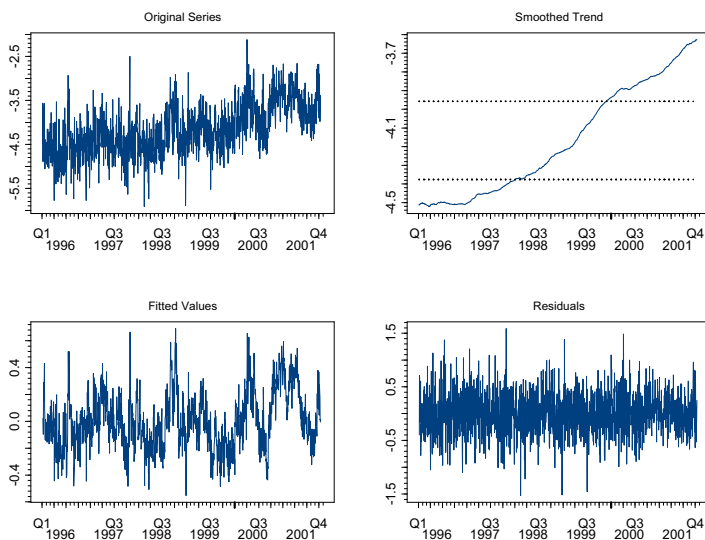 Original Series
Smoothed Trend
-2.5
-3.5
-4.5
-5.5
-3.7
-4.1
-4.5
Q1 Q3 Q3 Q3 Q3 Q4
1996 1997 1998 1999 2000 2001
Q1 Q3 Q3 Q3 Q3 Q4
1996 1997 1998 1999 2000 2001
Fitted Values
Residuals
0.4
0.0
-0.4
1.5
0.5
-0.5
-1.5
Q1 Q3 Q3 Q3 Q3 Q4
1996 1997 1998 1999 2000 2001
Q1 Q3 Q3 Q3 Q3 Q4
1996 1997 1998 1999 2000 2001